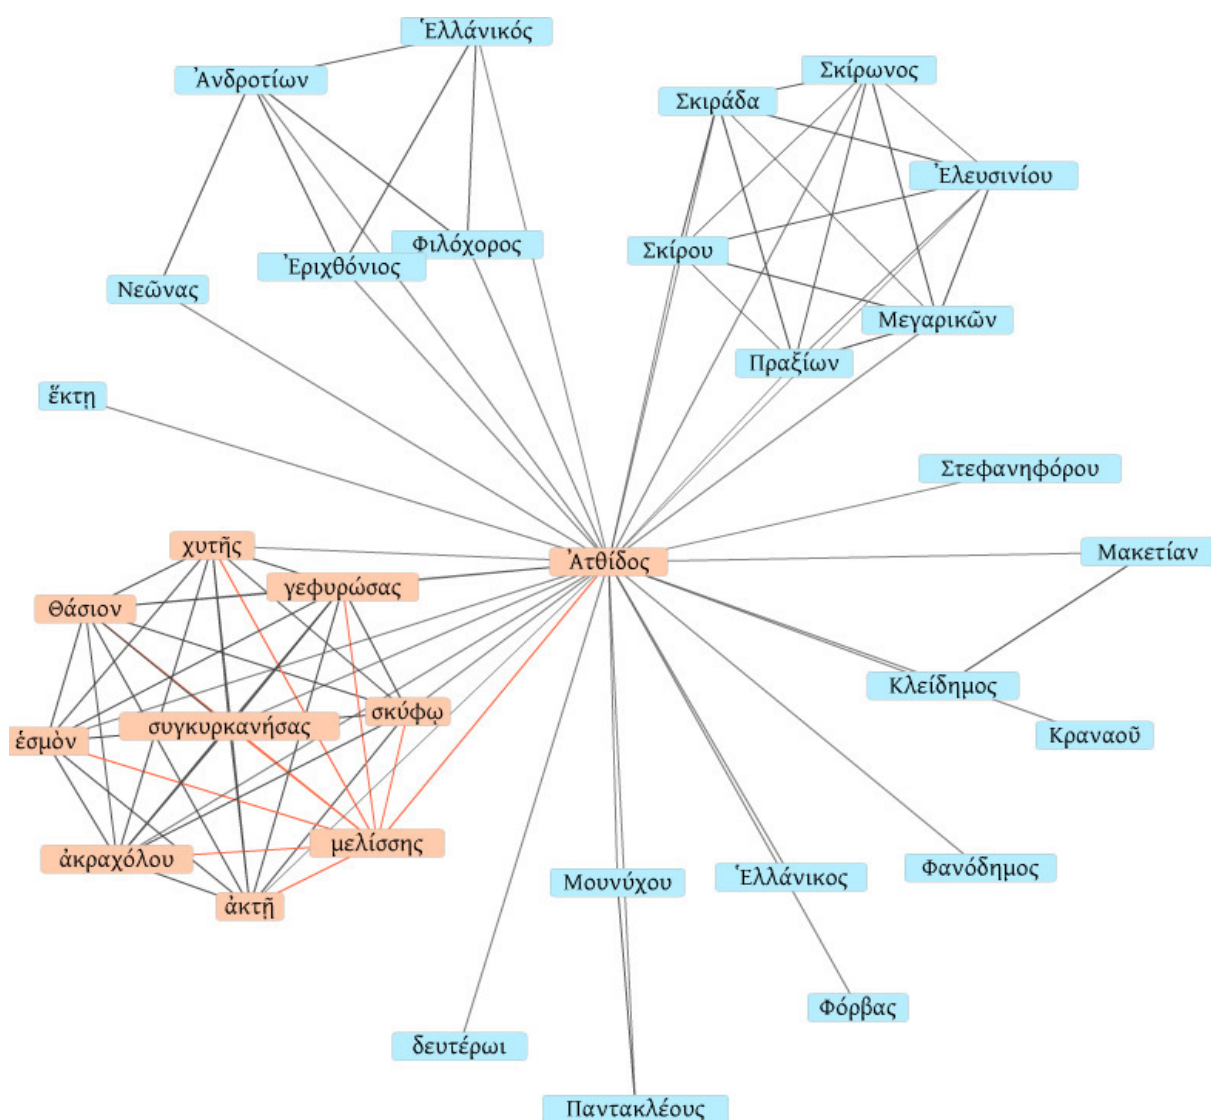 Ἑλλάνικός
Ἀνδροτίων
Σκίρωνος
Σκιράδα
Ἐλευσινίου
Σκίρου
Φιλόχορος
Ἐριχθόνιος
Νεῶνας
Μεγαρικῶν
Πραξίων
ἕκτῃ
Στεφανηφόρου
χυτῆς
Ἀτθίδος
Μακετίαν
γεφυρώσας
Θάσιον
Κλείδημος
σκύφῳ
συγκυρκανήσας
ἑσμὸν
Κραναοῦ
μελίσσης
ἀκραχόλου
Φανόδημος
Μουνύχου
Ἑλλάνικος
ἀκτῇ
Φόρβας
δευτέρωι
Παντακλέους